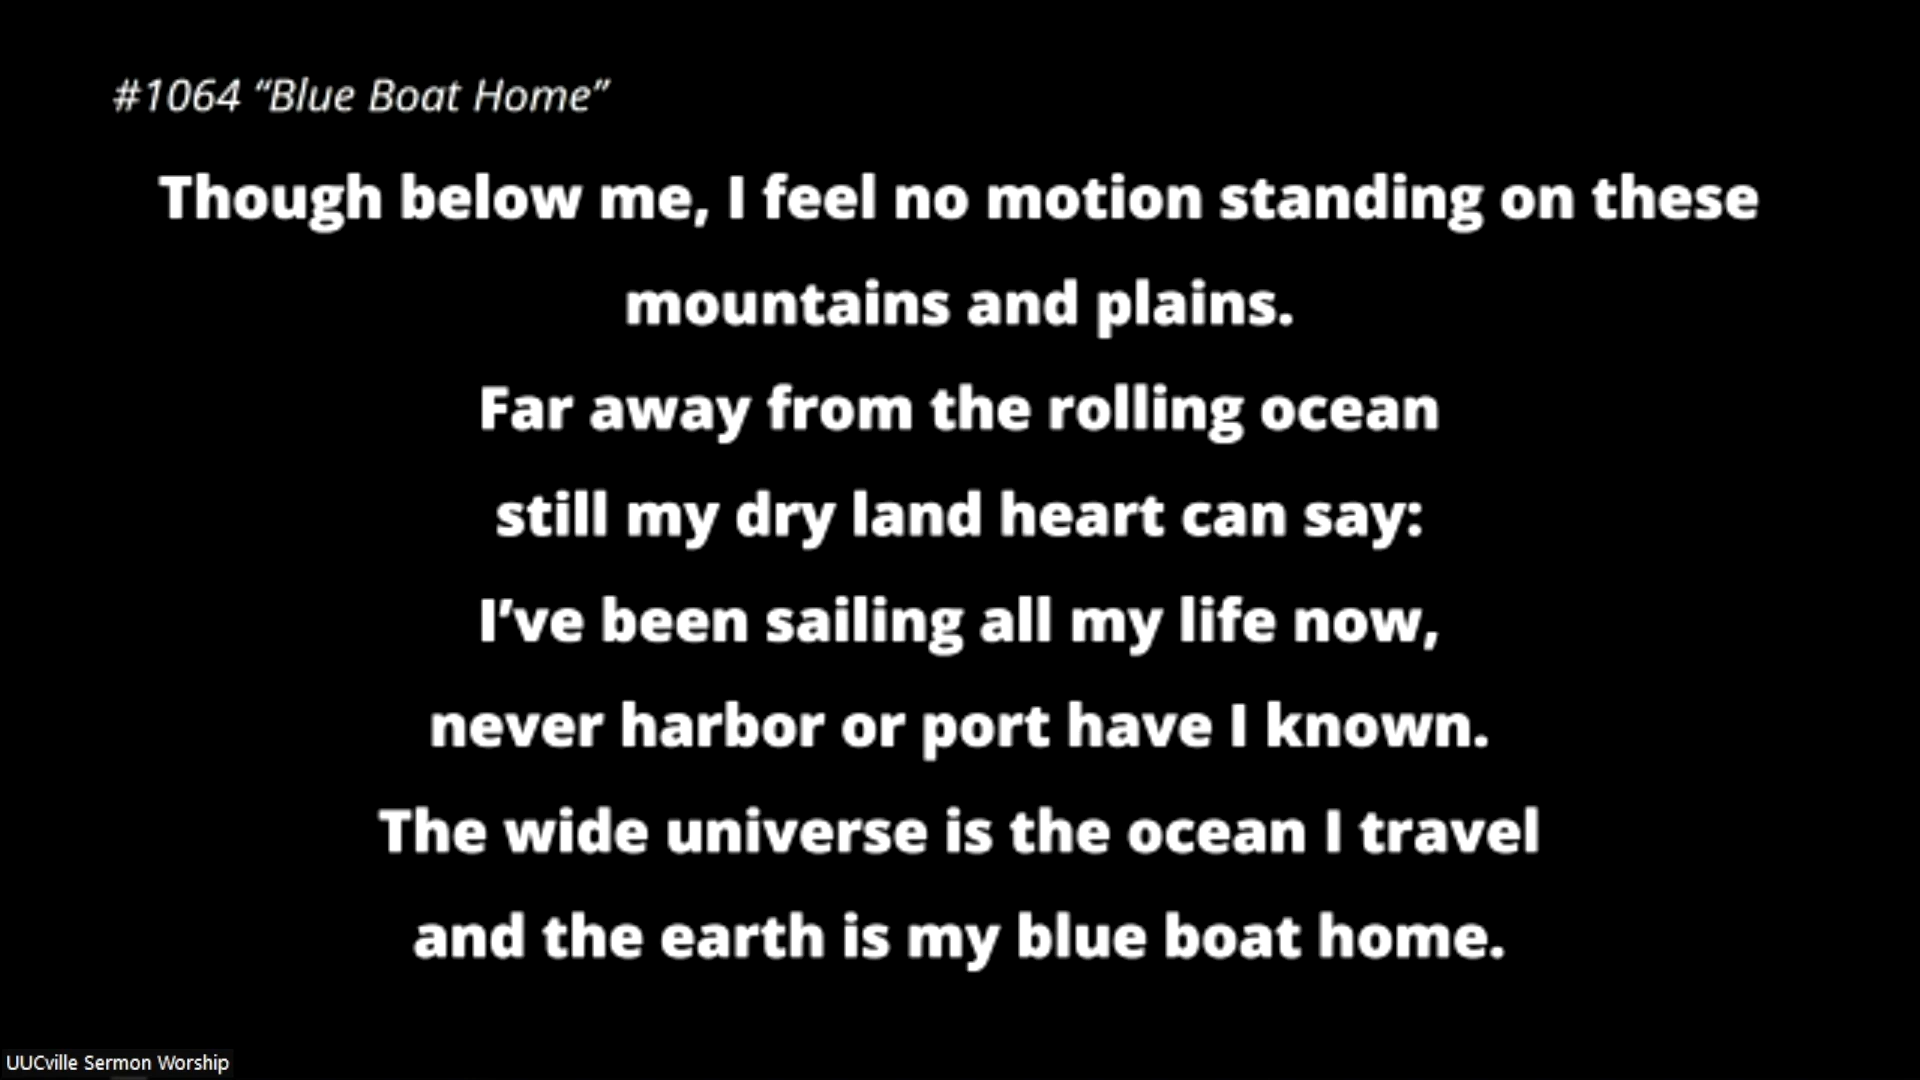 #1064 “Blue Boat Home”
Though below me, I feel no motion standing on these
mountains and plains.
Far away from the rolling ocean
still my dry land heart can say:
I’ve been sailing all my life now,
never harbor or port have I known.
The wide universe is the ocean I travel
and the earth is my blue boat home.
UUCville Sermon Worship